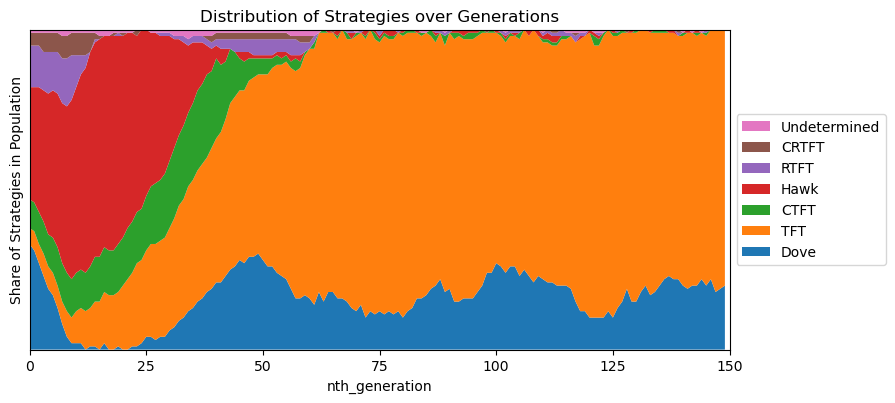 Distribution of Strategies over Generations
Share of Strategies in Population
0 25 50 75 100 125 150
nth_generation
Undetermined
CRTFT
RTFT
Hawk
CTFT
TFT
Dove